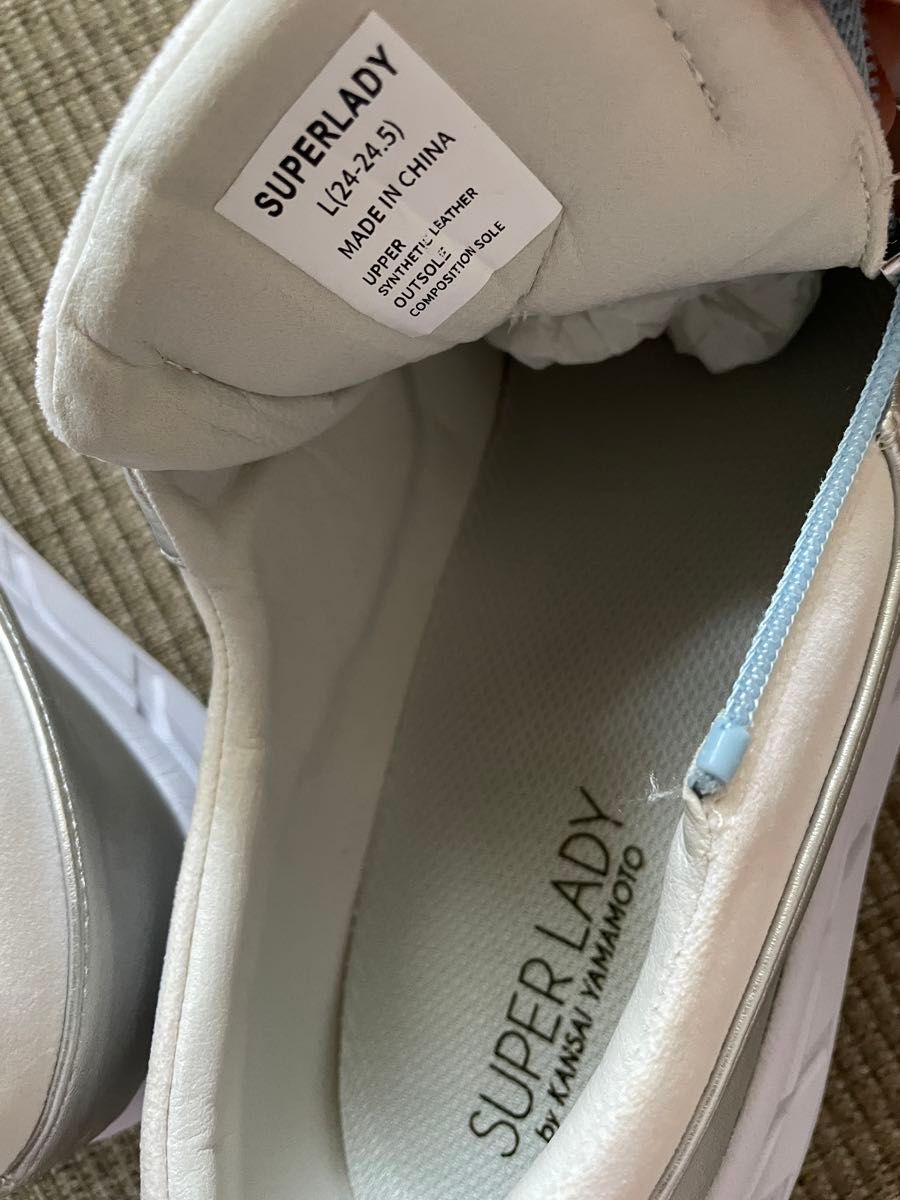 SUPERLADY
L(24-24.5)
MADE IN CHINA
UPPER
SYNTHETIC LEATHER
OUTSOLE
COMPOSITION SOLE
SUPER LADY
by KANSAI YAMAMOTO